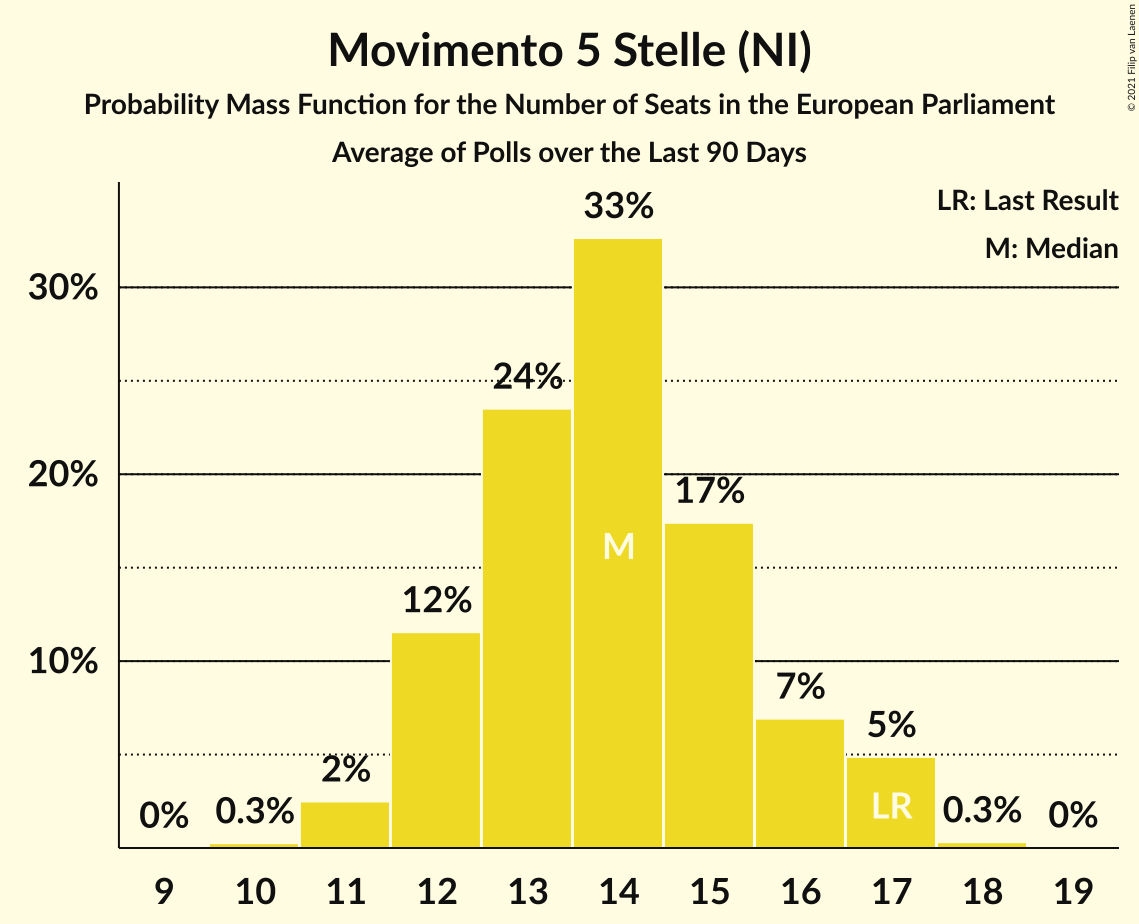 Movimento 5 Stelle (NI)
Probability Mass Function for the Number of Seats in the European Parliament
Average of Polls over the Last 90 Days
© 2021 Filip van Laenen
LR: Last Result
M: Median
30%
20%
10%
0%
0.3%
2%
12%
24%
33%
17%
7%
5%
0.3%
0%
M
LR
9 10 11 12 13 14 15 16 17 18 19